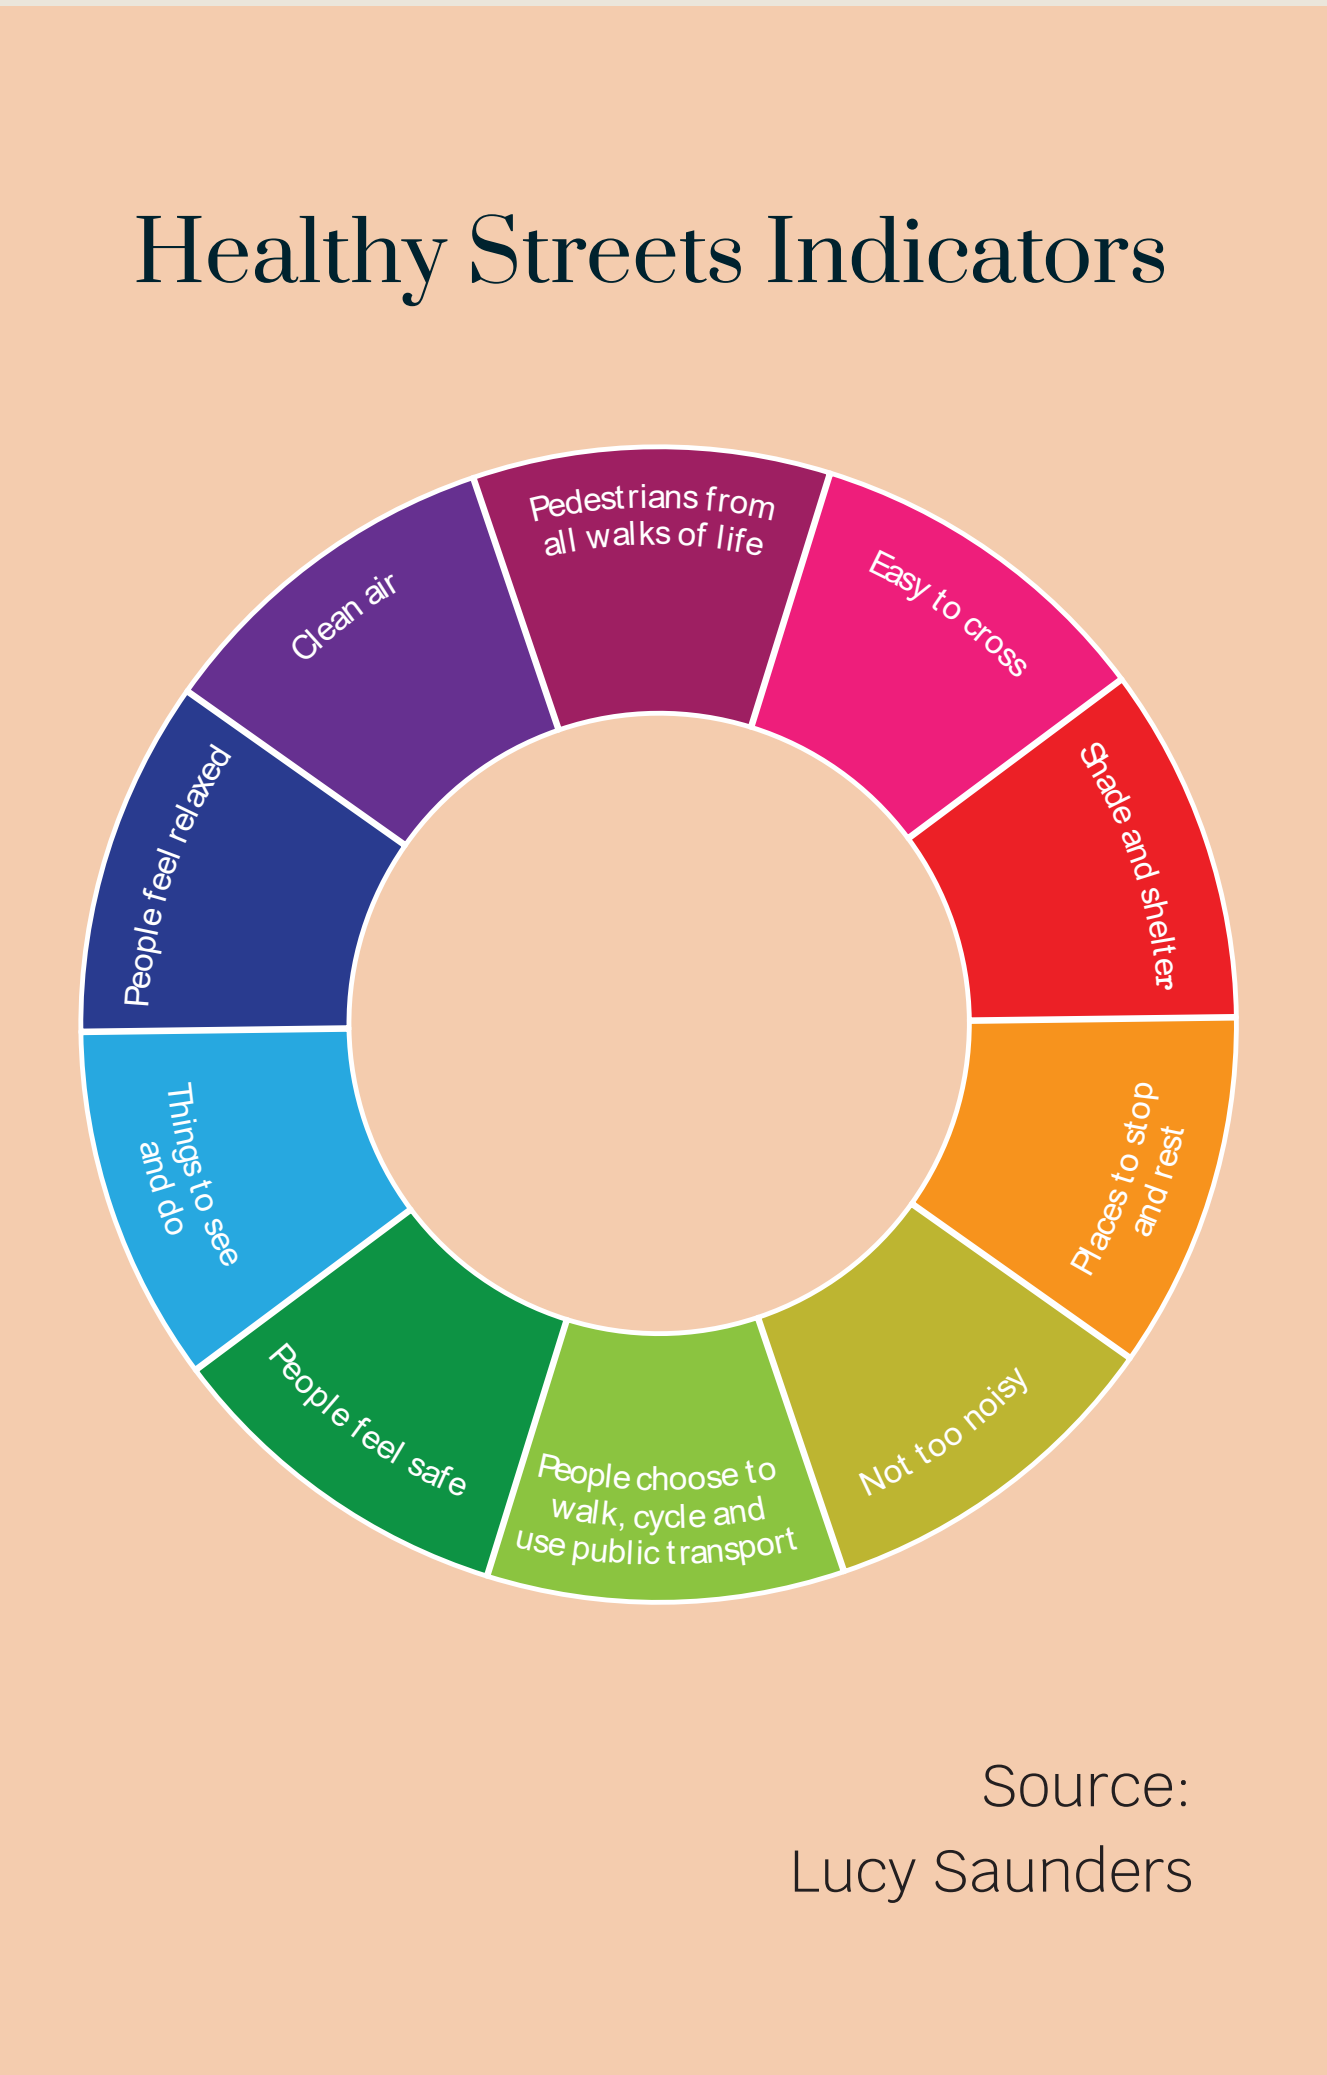 Healthy Streets Indicators
Pedestrians from
all walks of life
Easy to cross
Shade and shelter
Places to stop
and rest
Not too noisy
People choose to
walk, cycle and
use public transport
People feel safe
Things to see
and do
People feel relaxed
Clean air
Source:
Lucy Saunders